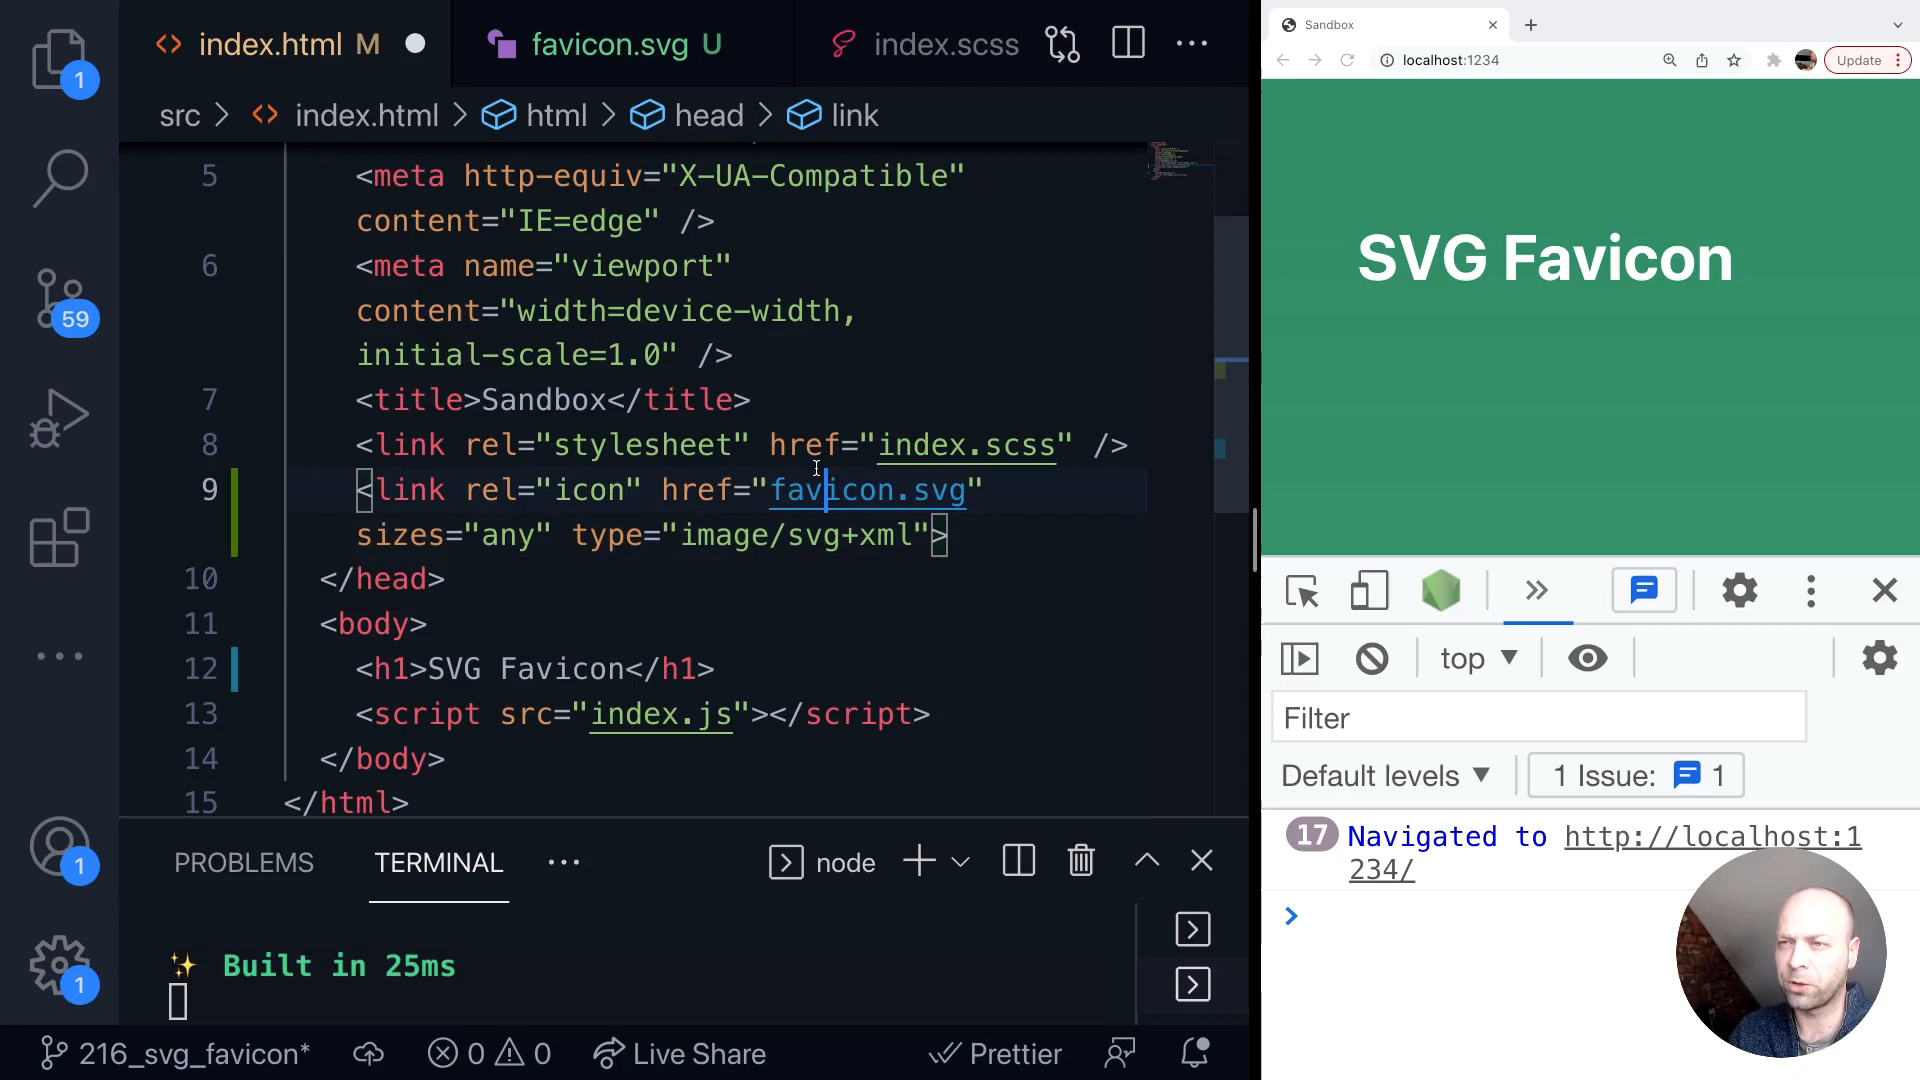 index.html M
favicon.svg U
index.scss
src > index.html > html > head > link
5 <meta http-equiv="X-UA-Compatible"
content="IE=edge" />
6 <meta name="viewport"
content="width=device-width,
initial-scale=1.0" />
7 <title>Sandbox</title>
8 <link rel="stylesheet" href="index.scss" />
9 <link rel="icon" href="favicon.svg"
sizes="any" type="image/svg+xml">
10 </head>
11 <body>
12 <h1>SVG Favicon</h1>
13 <script src="index.js"></script>
14 </body>
15 </html>
1
59
1
1
PROBLEMS TERMINAL
node
✨ Built in 25ms
216_svg_favicon*
0 0
Live Share
Prettier
Sandbox
localhost:1234
Update
SVG Favicon
top
Filter
Default levels
1 Issue: 1
17 Navigated to http://localhost:1
234/